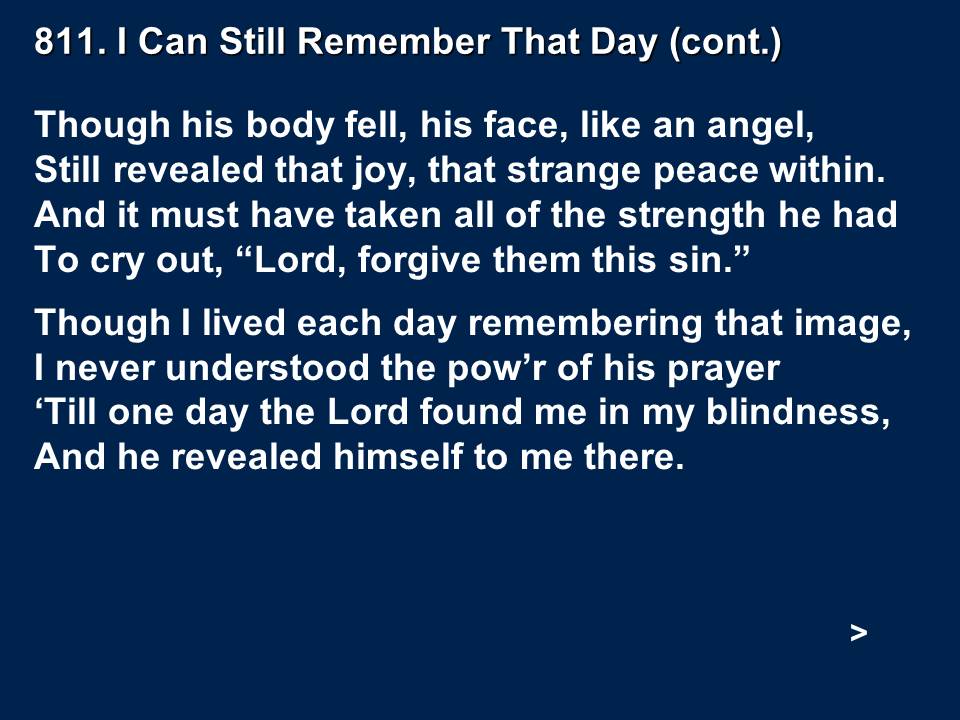 811. I Can Still Remember That Day (cont.)
Though his body fell, his face, like an angel,
Still revealed that joy, that strange peace within.
And it must have taken all of the strength he had
To cry out, “Lord, forgive them this sin.”
Though I lived each day remembering that image,
I never understood the pow’r of his prayer
‘Till one day the Lord found me in my blindness,
And he revealed himself to me there.
>